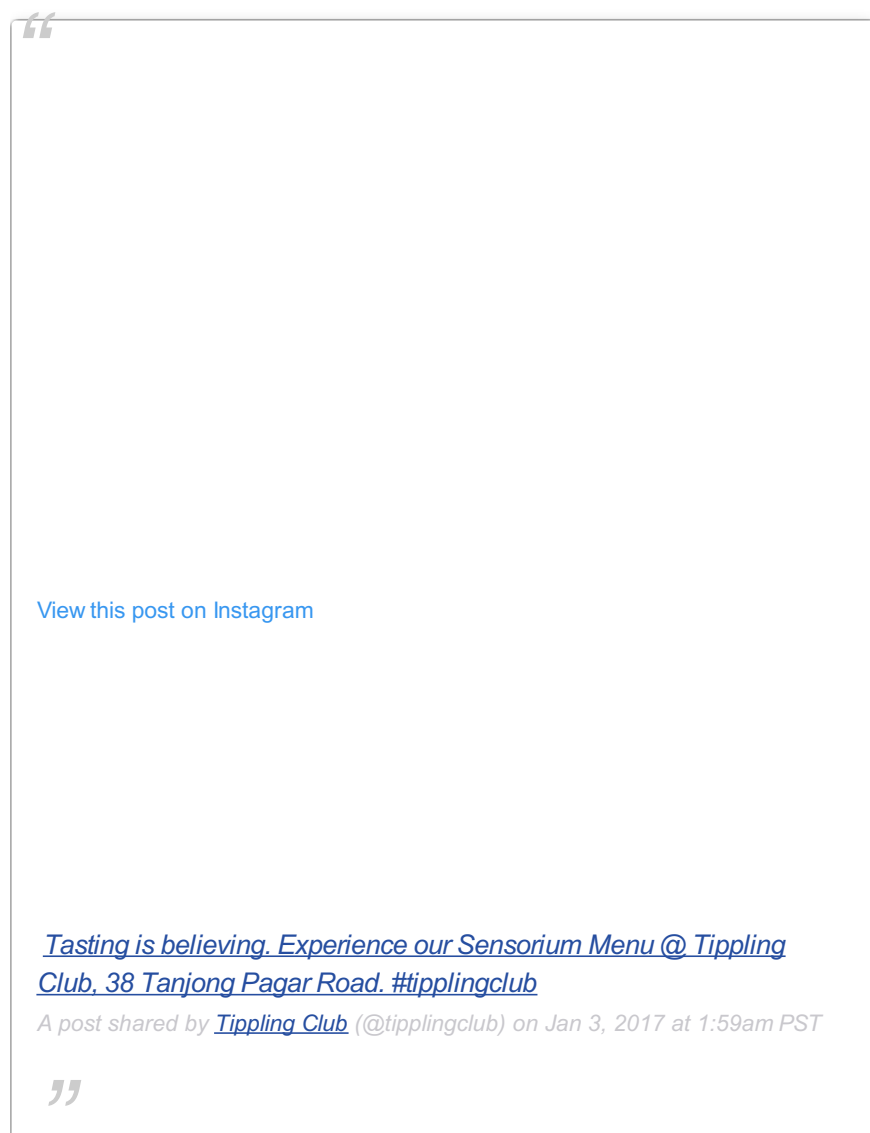 “
View this post on Instagram
Tasting is believing. Experience our Sensorium Menu @ Tippling
Club, 38 Tanjong Pagar Road. #tipplingclub
A post shared by Tippling Club (@tipplingclub) on Jan 3, 2017 at 1:59am PST
”